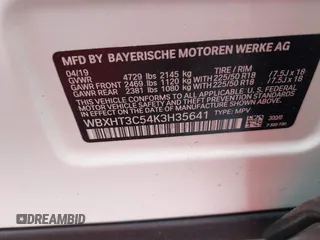 MFD BY BAYERISCHE MOTOREN WERKE AG
04/19 TIRE / RIM
GVWR 4729 lbs 2145 kg
GAWR FRONT 2469 lbs 1120 kg W/ 225/50 R18 / 7.5J x 18
GAWR REAR 2381 lbs 1080 kg W/ 225/50 R18 / 7.5J x 18
THIS VEHICLE CONFORMS TO ALL APPLICABLE FEDERAL
MOTOR VEHICLE SAFETY, BUMPER, AND
THEFT PREVENTION STANDARDS IN EFFECT ON
THE DATE OF MANUFACTURE SHOWN ABOVE.
WBXHT3C54K3H35641 TYPE: MPV
300/0
DREAMBID